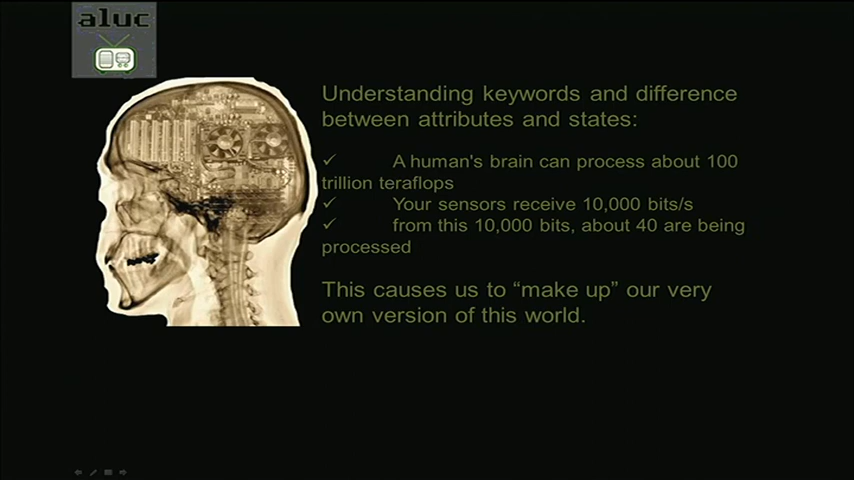 aluc
Understanding keywords and difference
between attributes and states:
✓ A human's brain can process about 100
trillion teraflops
✓ Your sensors receive 10,000 bits/s
✓ from this 10,000 bits, about 40 are being
processed
This causes us to “make up” our very
own version of this world.